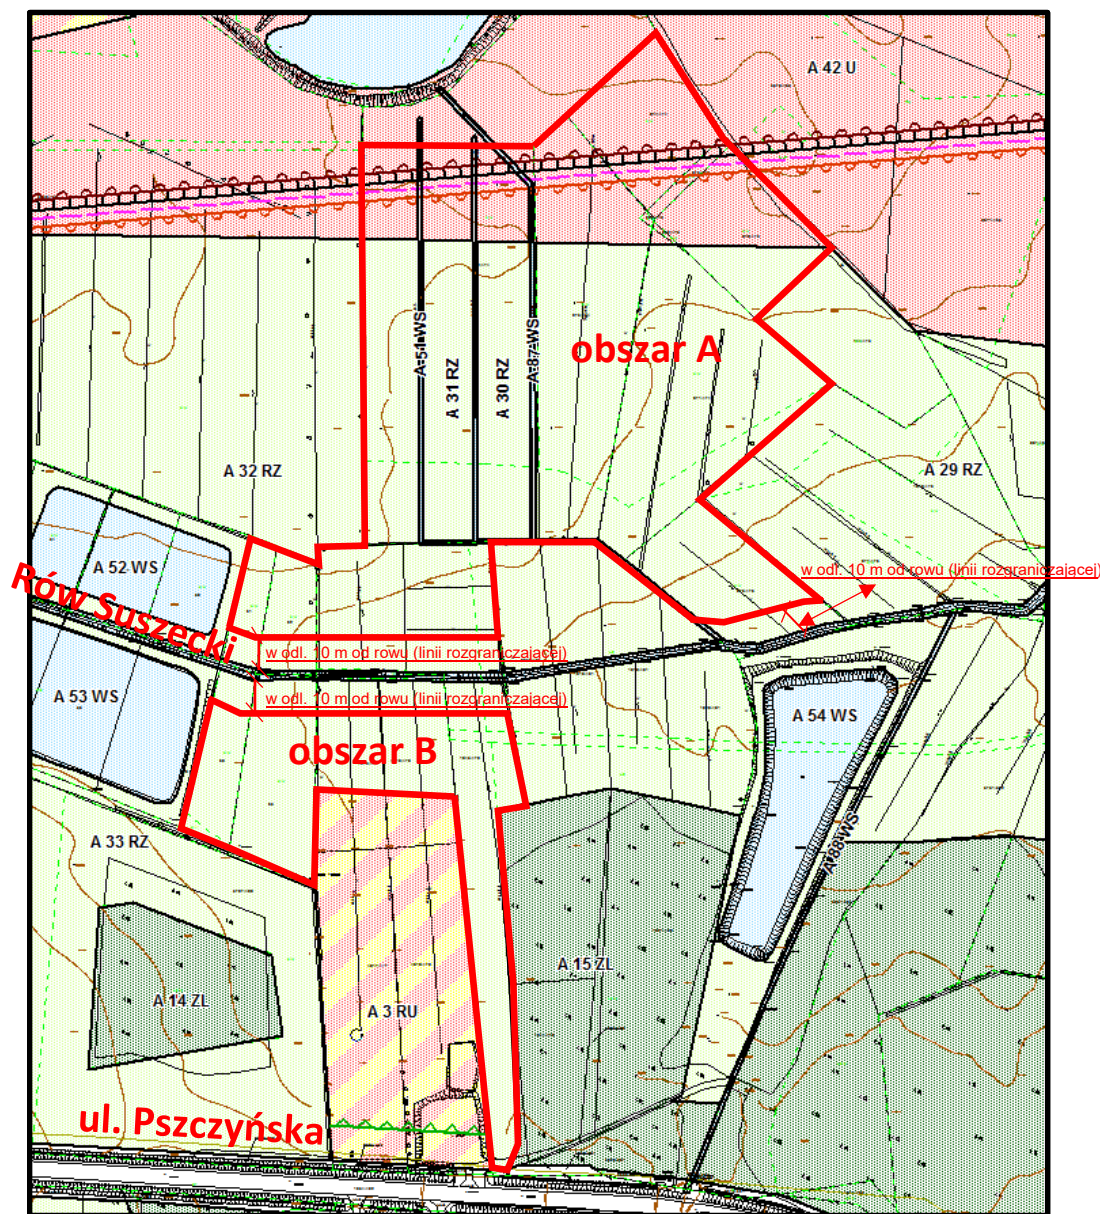 A 42 U
obszar A
A 51 WS
A 31 RZ
A 30 RZ
A 87 WS
A 32 RZ
A 29 RZ
A 52 WS
w odl. 10 m od rowu (linii rozgraniczającej)
Rów Suszecki
w odl. 10 m od rowu (linii rozgraniczającej)
A 53 WS
w odl. 10 m od rowu (linii rozgraniczającej)
A 54 WS
obszar B
A 33 RZ
A 88 WS
A 15 ZL
A 14 ZL
A 3 RU
ul. Pszczyńska